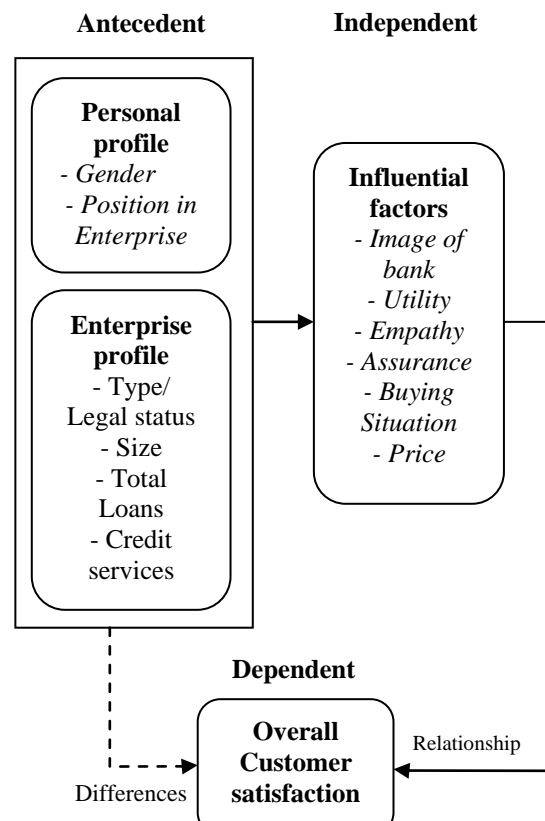 Antecedent
Independent
Personal
profile
- Gender
- Position in
Enterprise
Enterprise
profile
- Type/
Legal status
- Size
- Total
Loans
- Credit
services
Influential
factors
- Image of
bank
- Utility
- Empathy
- Assurance
- Buying
Situation
- Price
Dependent
Overall
Customer
satisfaction
Differences
Relationship